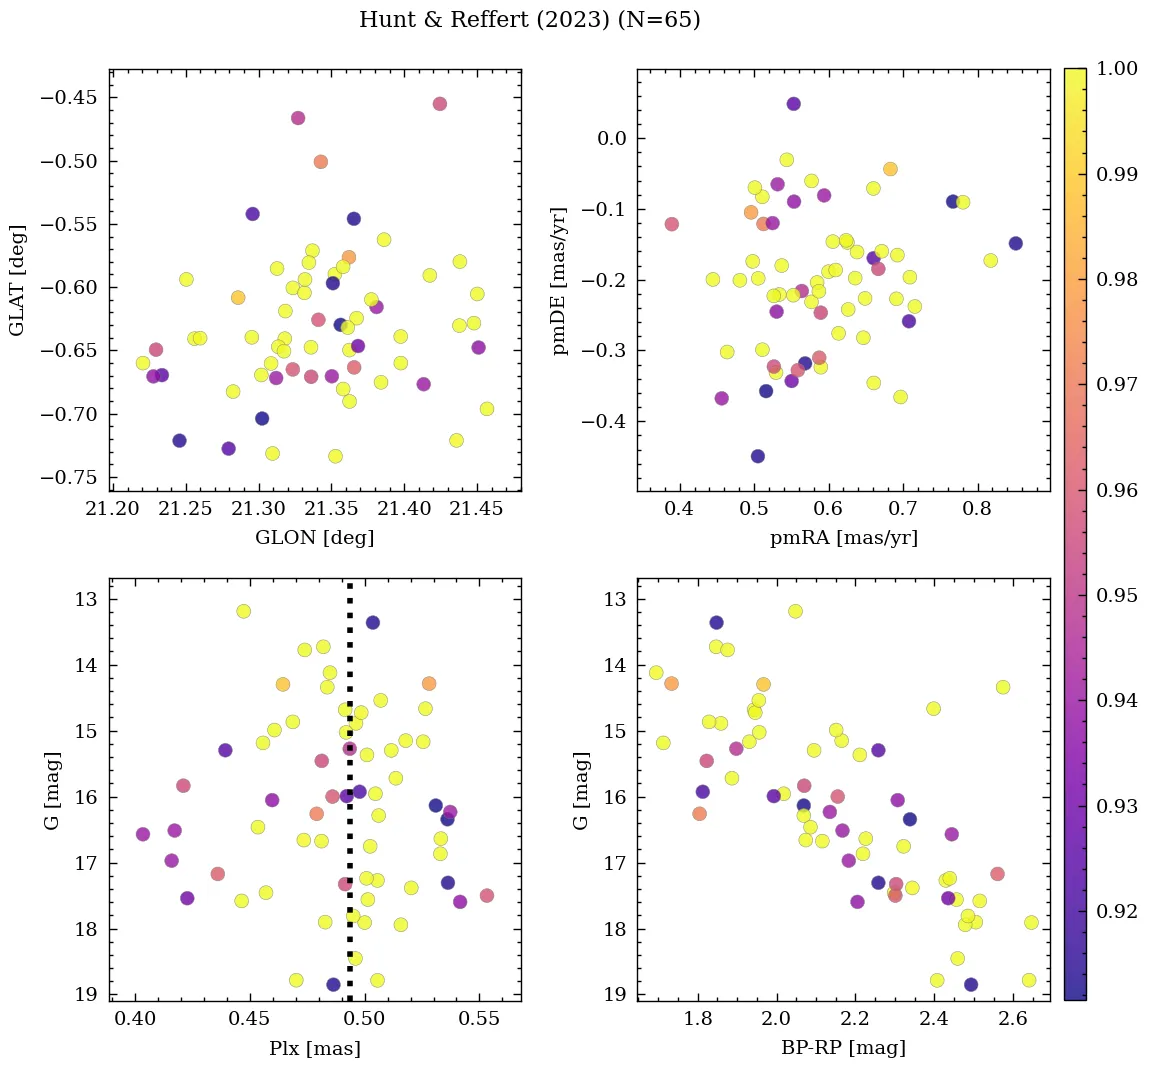 Hunt & Reffert (2023) (N=65)
−0.45
−0.50
−0.55
−0.60
−0.65
−0.70
−0.75
GLAT [deg]
21.20 21.25 21.30 21.35 21.40 21.45
GLON [deg]
0.0
−0.1
−0.2
−0.3
−0.4
pmDE [mas/yr]
0.4 0.5 0.6 0.7 0.8
pmRA [mas/yr]
13
14
15
16
17
18
19
G [mag]
0.40 0.45 0.50 0.55
Plx [mas]
13
14
15
16
17
18
19
G [mag]
1.8 2.0 2.2 2.4 2.6
BP-RP [mag]
1.00
0.99
0.98
0.97
0.96
0.95
0.94
0.93
0.92